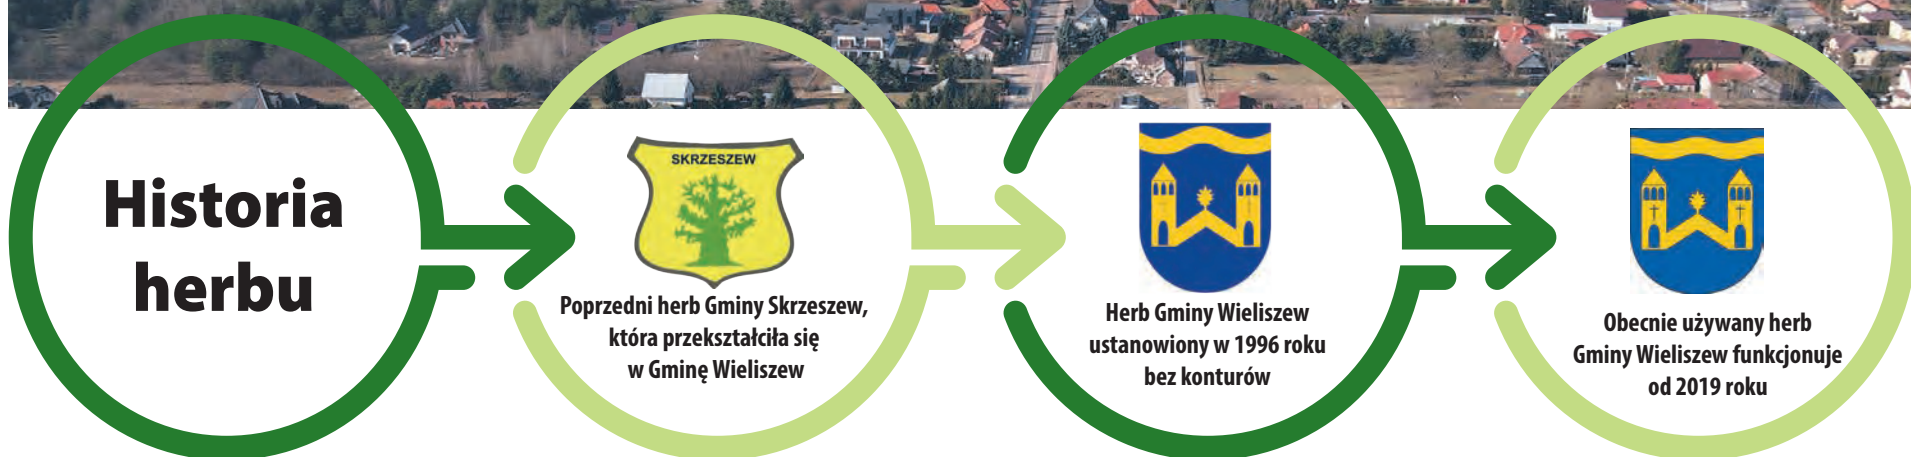 Historia
herbu
SKRZESZEW
Poprzedni herb Gminy Skrzeszew,
która przekształciła się
w Gminę Wieliszew
Herb Gminy Wieliszew
ustanowiony w 1996 roku
bez konturów
Obecnie używany herb
Gminy Wieliszew funkcjonuje
od 2019 roku